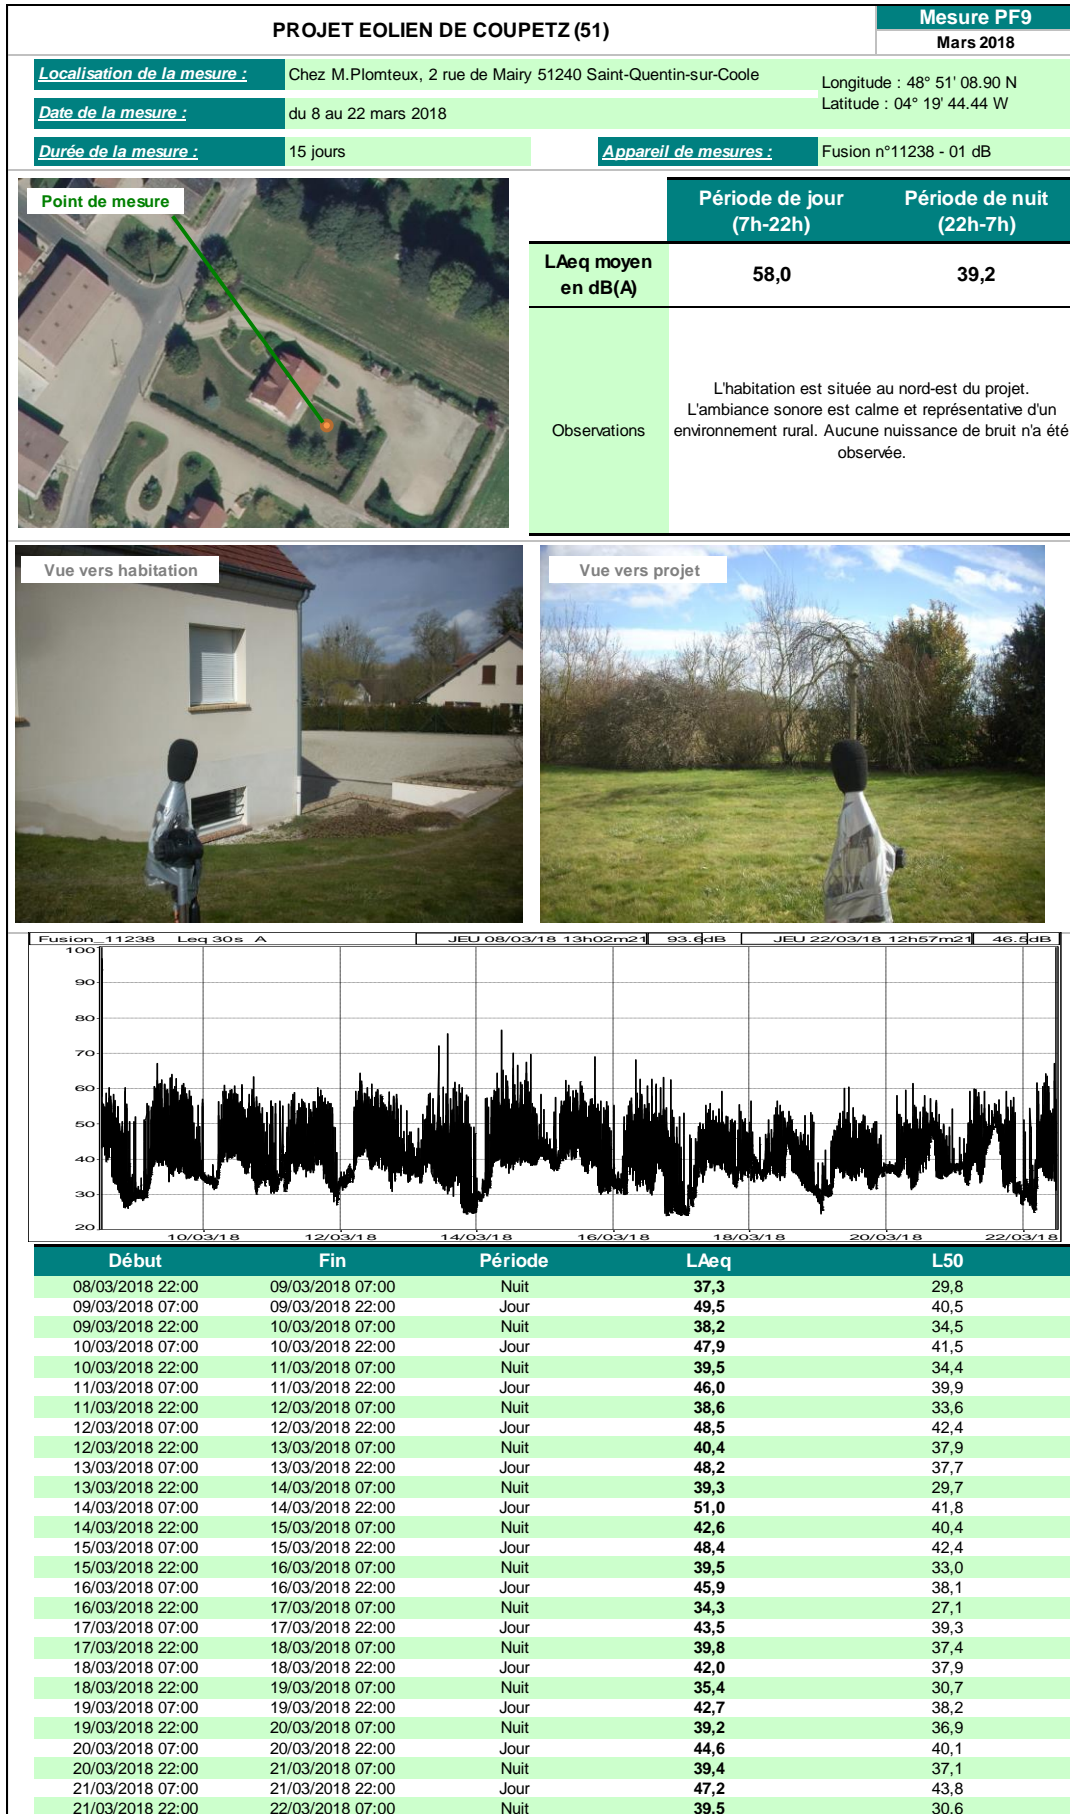 PROJET EOLIEN DE COUPETZ (51)
Mesure PF9
Mars 2018
Localisation de la mesure :
Chez M.Plomteux, 2 rue de Mairy 51240 Saint-Quentin-sur-Coole
Longitude : 48° 51' 08.90 N
Latitude : 04° 19' 44.44 W
Date de la mesure :
du 8 au 22 mars 2018
Durée de la mesure :
15 jours
Appareil de mesures :
Fusion n°11238 - 01 dB
Point de mesure
Période de jour
(7h-22h)
Période de nuit
(22h-7h)
LAeq moyen
en dB(A)
58,0
39,2
Observations
L'habitation est située au nord-est du projet.
L'ambiance sonore est calme et représentative d'un
environnement rural. Aucune nuissance de bruit n'a été
observée.
Vue vers habitation
Vue vers projet
Fusion_11238 Leq 30s A JEU 08/03/18 13h02m21 93.6dB JEU 22/03/18 12h57m21 46.5dB
100
90
80
70
60
50
40
30
20
10/03/18 12/03/18 14/03/18 16/03/18 18/03/18 20/03/18 22/03/18
Début Fin Période LAeq L50
08/03/2018 22:00 09/03/2018 07:00 Nuit 37,3 29,8
09/03/2018 07:00 09/03/2018 22:00 Jour 49,5 40,5
09/03/2018 22:00 10/03/2018 07:00 Nuit 38,2 34,5
10/03/2018 07:00 10/03/2018 22:00 Jour 47,9 41,5
10/03/2018 22:00 11/03/2018 07:00 Nuit 39,5 34,4
11/03/2018 07:00 11/03/2018 22:00 Jour 46,0 39,9
11/03/2018 22:00 12/03/2018 07:00 Nuit 38,6 33,6
12/03/2018 07:00 12/03/2018 22:00 Jour 48,5 42,4
12/03/2018 22:00 13/03/2018 07:00 Nuit 40,4 37,9
13/03/2018 07:00 13/03/2018 22:00 Jour 48,2 37,7
13/03/2018 22:00 14/03/2018 07:00 Nuit 39,3 29,7
14/03/2018 07:00 14/03/2018 22:00 Jour 51,0 41,8
14/03/2018 22:00 15/03/2018 07:00 Nuit 42,6 40,4
15/03/2018 07:00 15/03/2018 22:00 Jour 48,4 42,4
15/03/2018 22:00 16/03/2018 07:00 Nuit 39,5 33,0
16/03/2018 07:00 16/03/2018 22:00 Jour 45,9 38,1
16/03/2018 22:00 17/03/2018 07:00 Nuit 34,3 27,1
17/03/2018 07:00 17/03/2018 22:00 Jour 43,5 39,3
17/03/2018 22:00 18/03/2018 07:00 Nuit 39,8 37,4
18/03/2018 07:00 18/03/2018 22:00 Jour 42,0 37,9
18/03/2018 22:00 19/03/2018 07:00 Nuit 35,4 30,7
19/03/2018 07:00 19/03/2018 22:00 Jour 42,7 38,2
19/03/2018 22:00 20/03/2018 07:00 Nuit 39,2 36,9
20/03/2018 07:00 20/03/2018 22:00 Jour 44,6 40,1
20/03/2018 22:00 21/03/2018 07:00 Nuit 39,4 37,1
21/03/2018 07:00 21/03/2018 22:00 Jour 47,2 43,8
21/03/2018 22:00 22/03/2018 07:00 Nuit 39,5 30,6